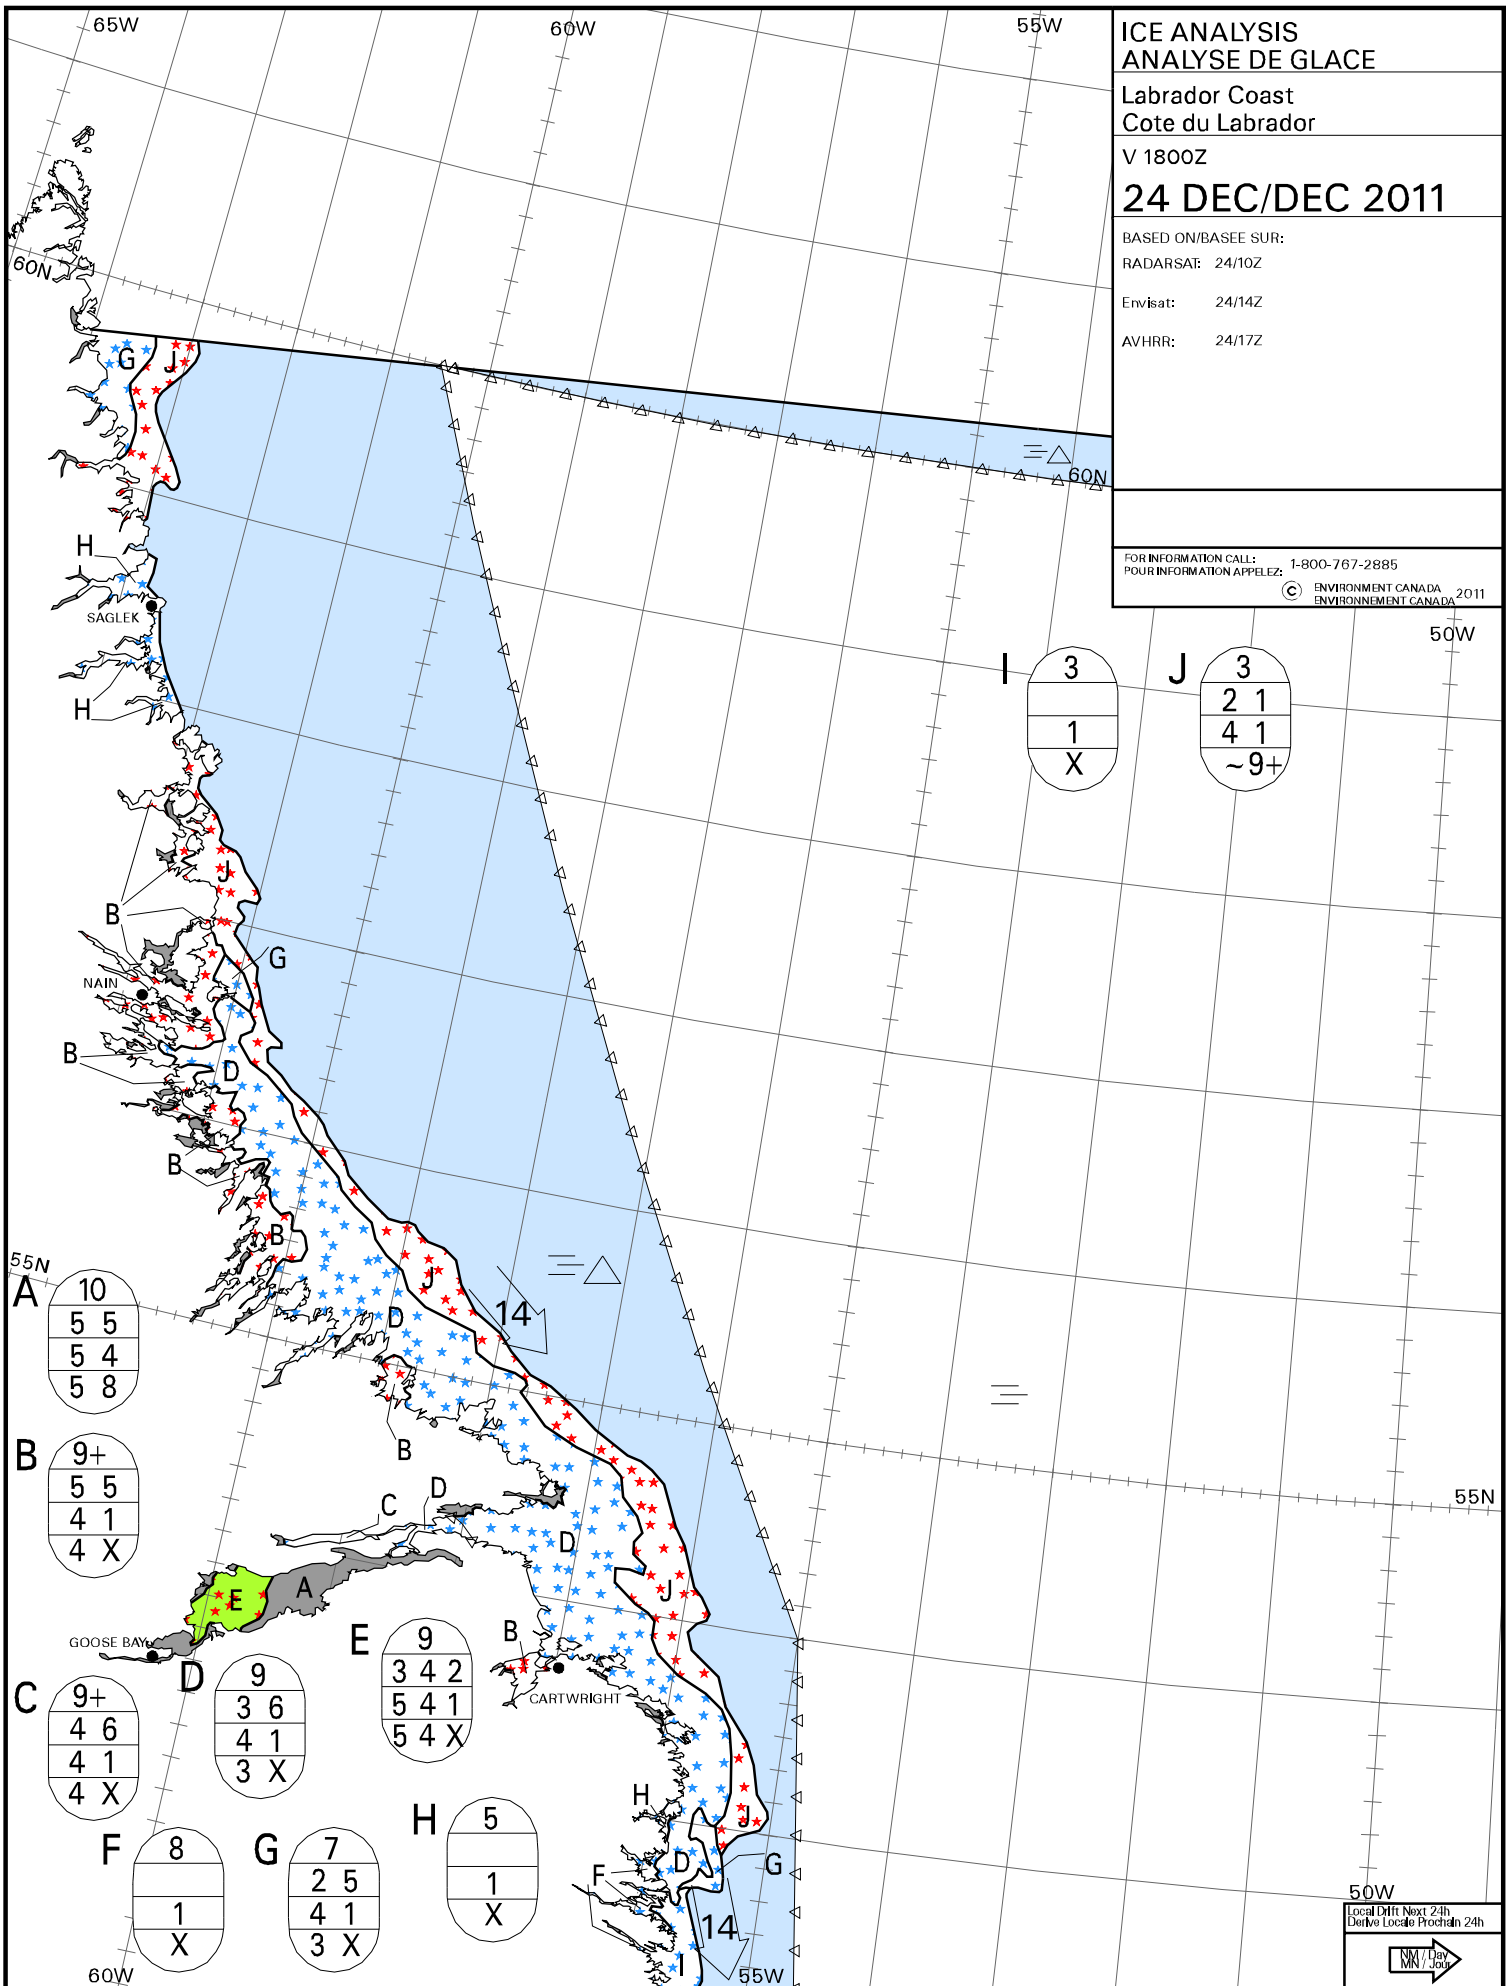 65W
60W
55W
ICE ANALYSIS
ANALYSE DE GLACE
Labrador Coast
Cote du Labrador
V 1800Z
24 DEC/DEC 2011
BASED ON/BASEE SUR:
RADARSAT: 24/10Z
Envisat: 24/14Z
AVHRR: 24/17Z
60N
G
J
60N
FOR INFORMATION CALL: 1-800-767-2885
POUR INFORMATION APPELEZ:
© ENVIRONMENT CANADA 2011
ENVIRONNEMENT CANADA
H
SAGLEK
H
50W
I
3
1
X
J
3
2 1
4 1
~9+
J
B
G
NAIN
B
D
B
B
55N
A
10
5 5
5 4
5 8
J
14
D
B
9+
5 5
4 1
4 X
B
C
D
55N
D
E
A
J
GOOSE BAY
B
CARTWRIGHT
C
9+
4 6
4 1
4 X
D
9
3 6
4 1
3 X
E
9
3 4 2
5 4 1
5 4 X
H
J
F
8
1
X
G
7
2 5
4 1
3 X
H
5
1
X
D
G
F
14
I
60W
55W
50W
Local Drift Next 24h
Derive Locale Prochain 24h
NM / Day
MN / Jour